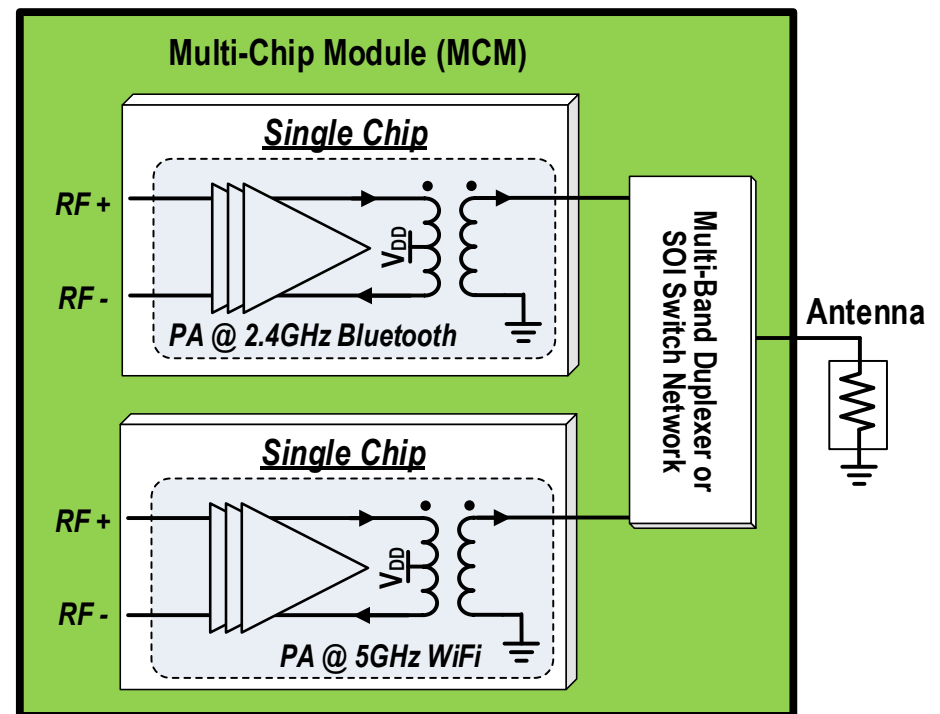 Multi-Chip Module (MCM)
Single Chip
RF +
RF -
VDD
PA @ 2.4GHz Bluetooth
Single Chip
RF +
RF -
VDD
PA @ 5GHz WiFi
Multi-Band Duplexer or
SOI Switch Network
Antenna